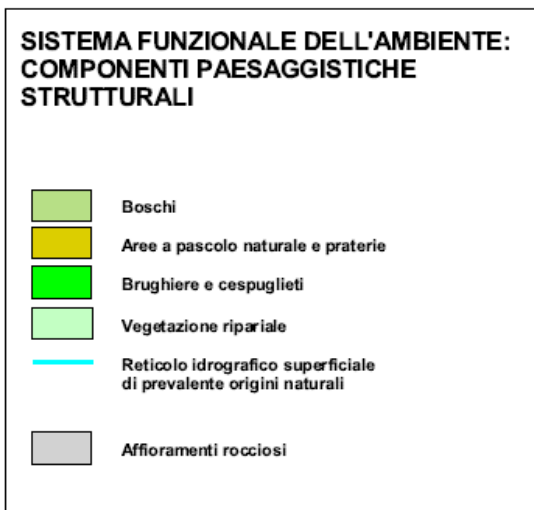 SISTEMA FUNZIONALE DELL'AMBIENTE:
COMPONENTI PAESAGGISTICHE
STRUTTURALI
Boschi
Aree a pascolo naturale e praterie
Brughiere e cespuglieti
Vegetazione ripariale
Reticolo idrografico superficiale
di prevalente origini naturali
Affioramenti rocciosi